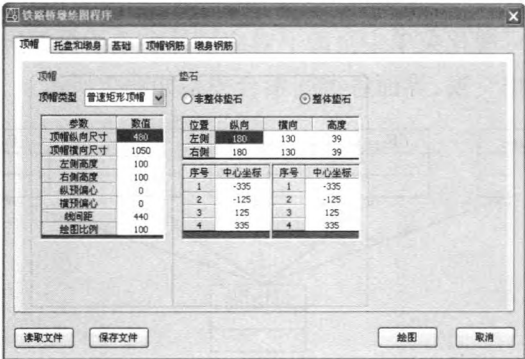 铁路桥墩绘图程序
顶帽 托盘和墩身 基础 顶帽钢筋 墩身钢筋
顶帽
顶帽类型 普速矩形顶帽
参数 数值
顶帽纵向尺寸 480
顶帽横向尺寸 1050
左侧高度 100
右侧高度 100
纵预偏心 0
横预偏心 0
线间距 440
绘图比例 100
垫石
非整体垫石 整体垫石
位置 纵向 横向 高度
左侧 180 130 39
右侧 180 130 39
序号 中心坐标 序号 中心坐标
1 -335 1 -335
2 -125 2 -125
3 125 3 125
4 335 4 335
读取文件 保存文件 绘图 取消